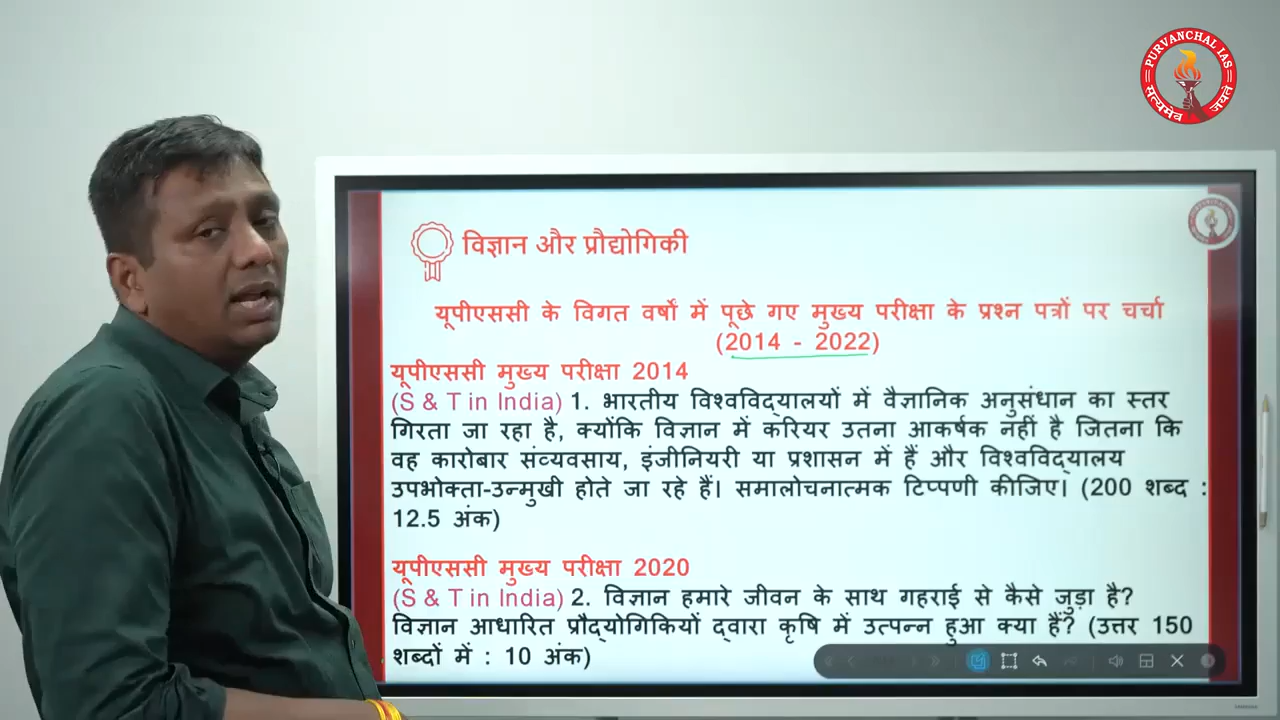 PURVANCHAL IAS
सत्यमेव जयते
विज्ञान और प्रौद्योगिकी
यूपीएससी के विगत वर्षों में पूछे गए मुख्य परीक्षा के प्रश्न पत्रों पर चर्चा
(2014 - 2022)
यूपीएससी मुख्य परीक्षा 2014
(S & T in India) 1. भारतीय विश्वविद्यालयों में वैज्ञानिक अनुसंधान का स्तर
गिरता जा रहा है, क्योंकि विज्ञान में करियर उतना आकर्षक नहीं है जितना कि
वह कारोबार संव्यवसाय, इंजीनियरी या प्रशासन में हैं और विश्वविद्यालय
उपभोक्ता-उन्मुखी होते जा रहे हैं। समालोचनात्मक टिप्पणी कीजिए। (200 शब्द :
12.5 अंक)
यूपीएससी मुख्य परीक्षा 2020
(S & T in India) 2. विज्ञान हमारे जीवन के साथ गहराई से कैसे जुड़ा है?
विज्ञान आधारित प्रौद्योगिकियों द्वारा कृषि में उत्पन्न हुआ क्या हैं? (उत्तर 150
शब्दों में : 10 अंक)